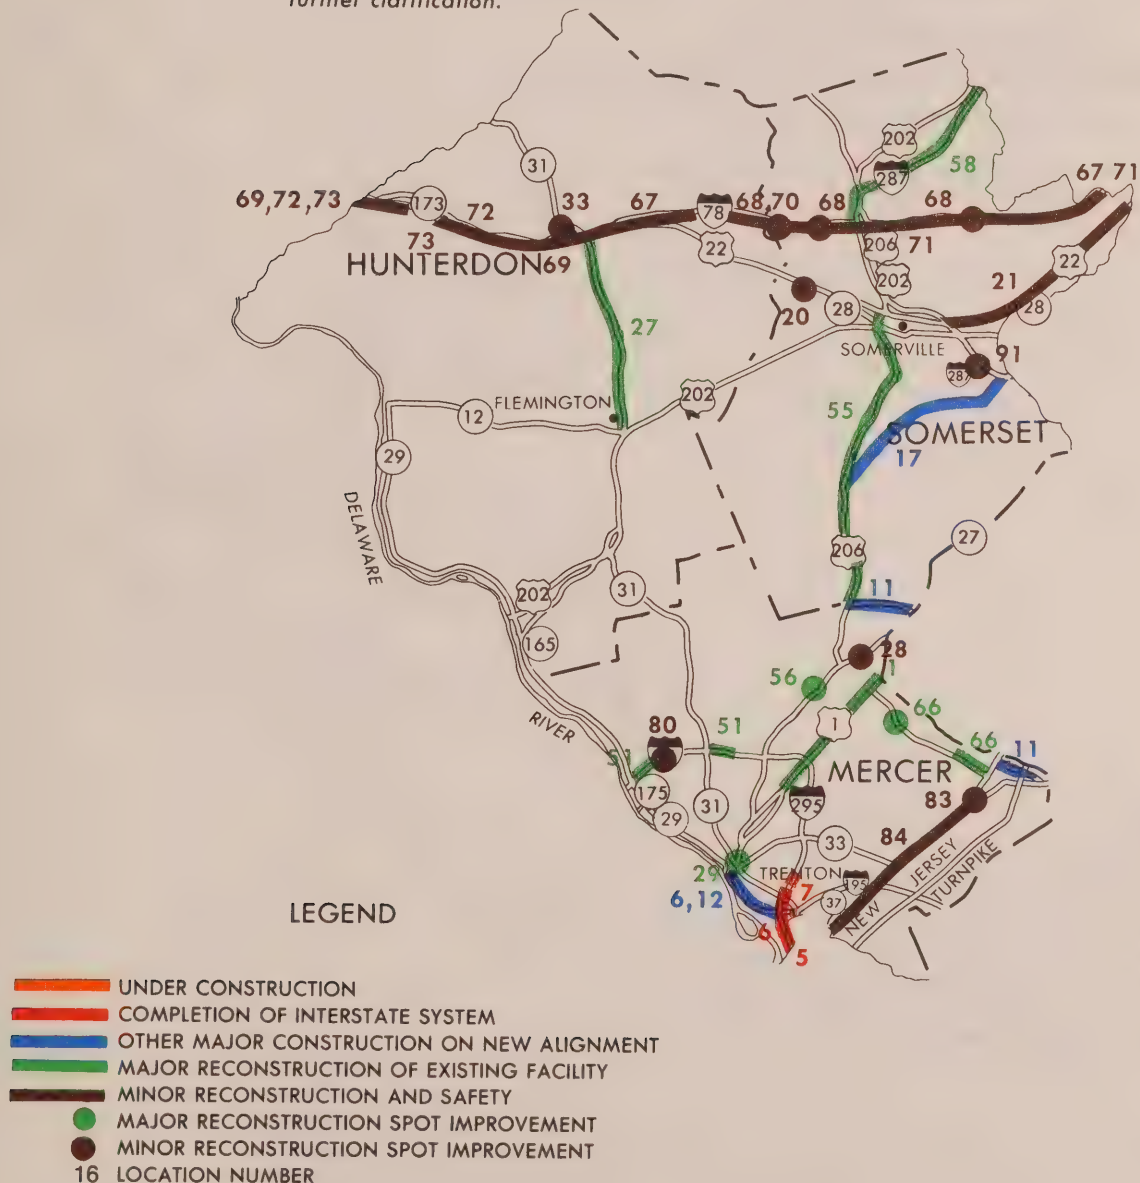 further clarification.
202
58
31
287
67 71
69,72,73
173
72
33
67
78
68,70
68
68
73
22
206
71
22
HUNTERDON 69
202
21
20
28
28
27
SOMERVILLE
91
287
202
FLEMINGTON
12
55
SOMERSET
17
29
DELAWARE
27
206
202
31
11
165
28
56
1
66
RIVER
80
51
1
66
11
51
MERCER
175
31
295
83
29
33
84
JERSEY
29
TRENTON
195
TURNPIKE
6,12
7
37
NEW
6
5
LEGEND
UNDER CONSTRUCTION
COMPLETION OF INTERSTATE SYSTEM
OTHER MAJOR CONSTRUCTION ON NEW ALIGNMENT
MAJOR RECONSTRUCTION OF EXISTING FACILITY
MINOR RECONSTRUCTION AND SAFETY
MAJOR RECONSTRUCTION SPOT IMPROVEMENT
MINOR RECONSTRUCTION SPOT IMPROVEMENT
16 LOCATION NUMBER